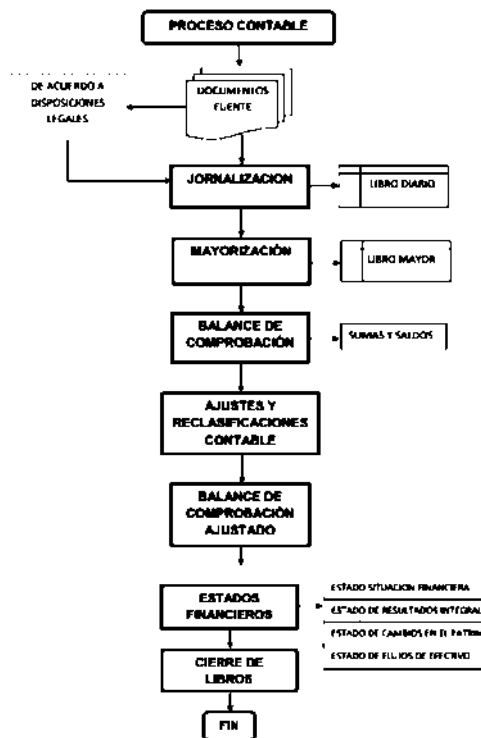 PROCESO CONTABLE
DE ACUERDO A
DISPOSICIONES
LEGALES
DOCUMENTOS
FUENTE
JORNALIZACION
LIBRO DIARIO
MAYORIZACIÓN
LIBRO MAYOR
BALANCE DE
COMPROBACIÓN
SUMAS Y SALDOS
AJUSTES Y
RECLASIFICACIONES
CONTABLE
BALANCE DE
COMPROBACIÓN
AJUSTADO
ESTADOS
FINANCIEROS
ESTADO SITUACION FINANCIERA
ESTADO DE RESULTADOS INTEGRAL
ESTADO DE CAMBIOS EN EL PATRIM
ESTADO DE FLUJOS DE EFECTIVO
CIERRE DE
LIBROS
FIN